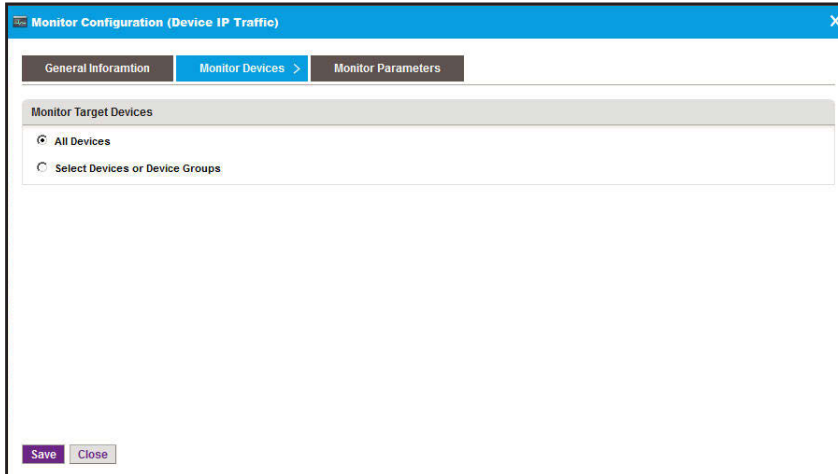 Monitor Configuration (Device IP Traffic)
General Inforamtion
Monitor Devices >
Monitor Parameters
Monitor Target Devices
All Devices
Select Devices or Device Groups
Save
Close